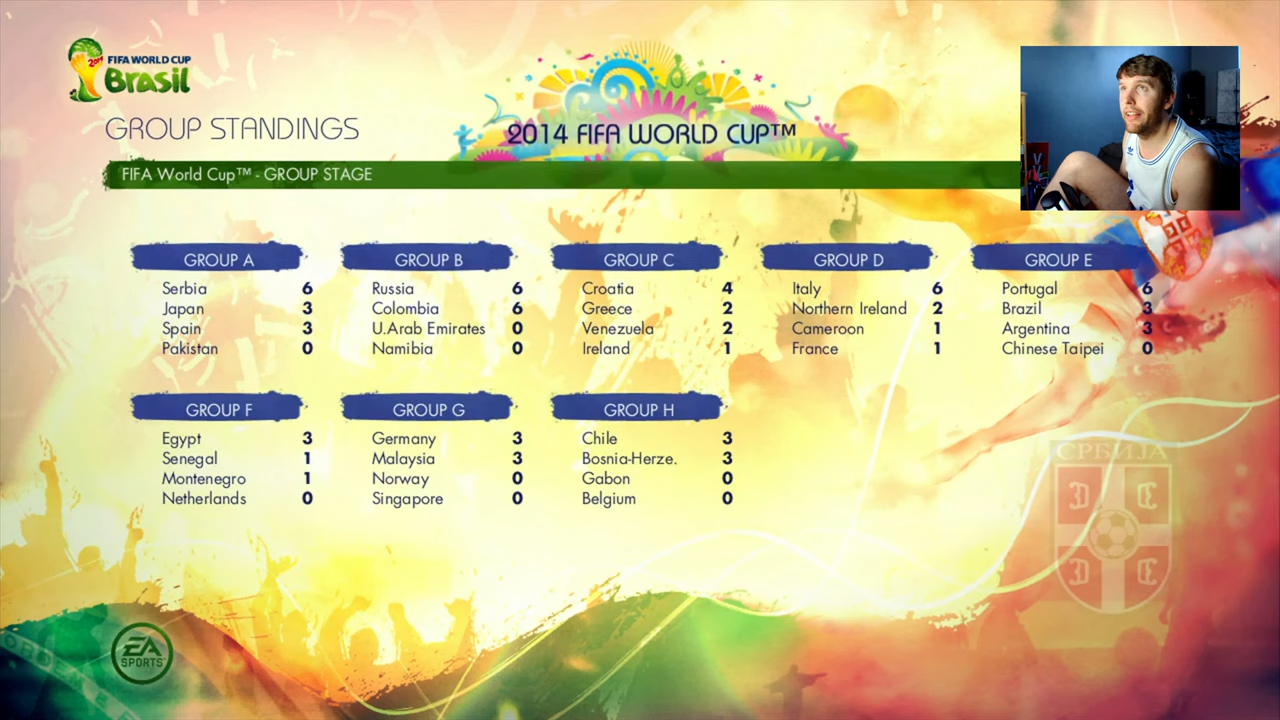 FIFA WORLD CUP
Brasil
GROUP STANDINGS
2014 FIFA WORLD CUP™
FIFA World Cup™ - GROUP STAGE
GROUP A
Serbia 6
Japan 3
Spain 3
Pakistan 0
GROUP B
Russia 6
Colombia 6
U.Arab Emirates 0
Namibia 0
GROUP C
Croatia 4
Greece 2
Venezuela 2
Ireland 1
GROUP D
Italy 6
Northern Ireland 2
Cameroon 1
France 1
GROUP E
Portugal 6
Brazil 3
Argentina 3
Chinese Taipei 0
GROUP F
Egypt 3
Senegal 1
Montenegro 1
Netherlands 0
GROUP G
Germany 3
Malaysia 3
Norway 0
Singapore 0
GROUP H
Chile 3
Bosnia-Herze. 3
Gabon 0
Belgium 0
СРБИЈА
EA
SPORTS